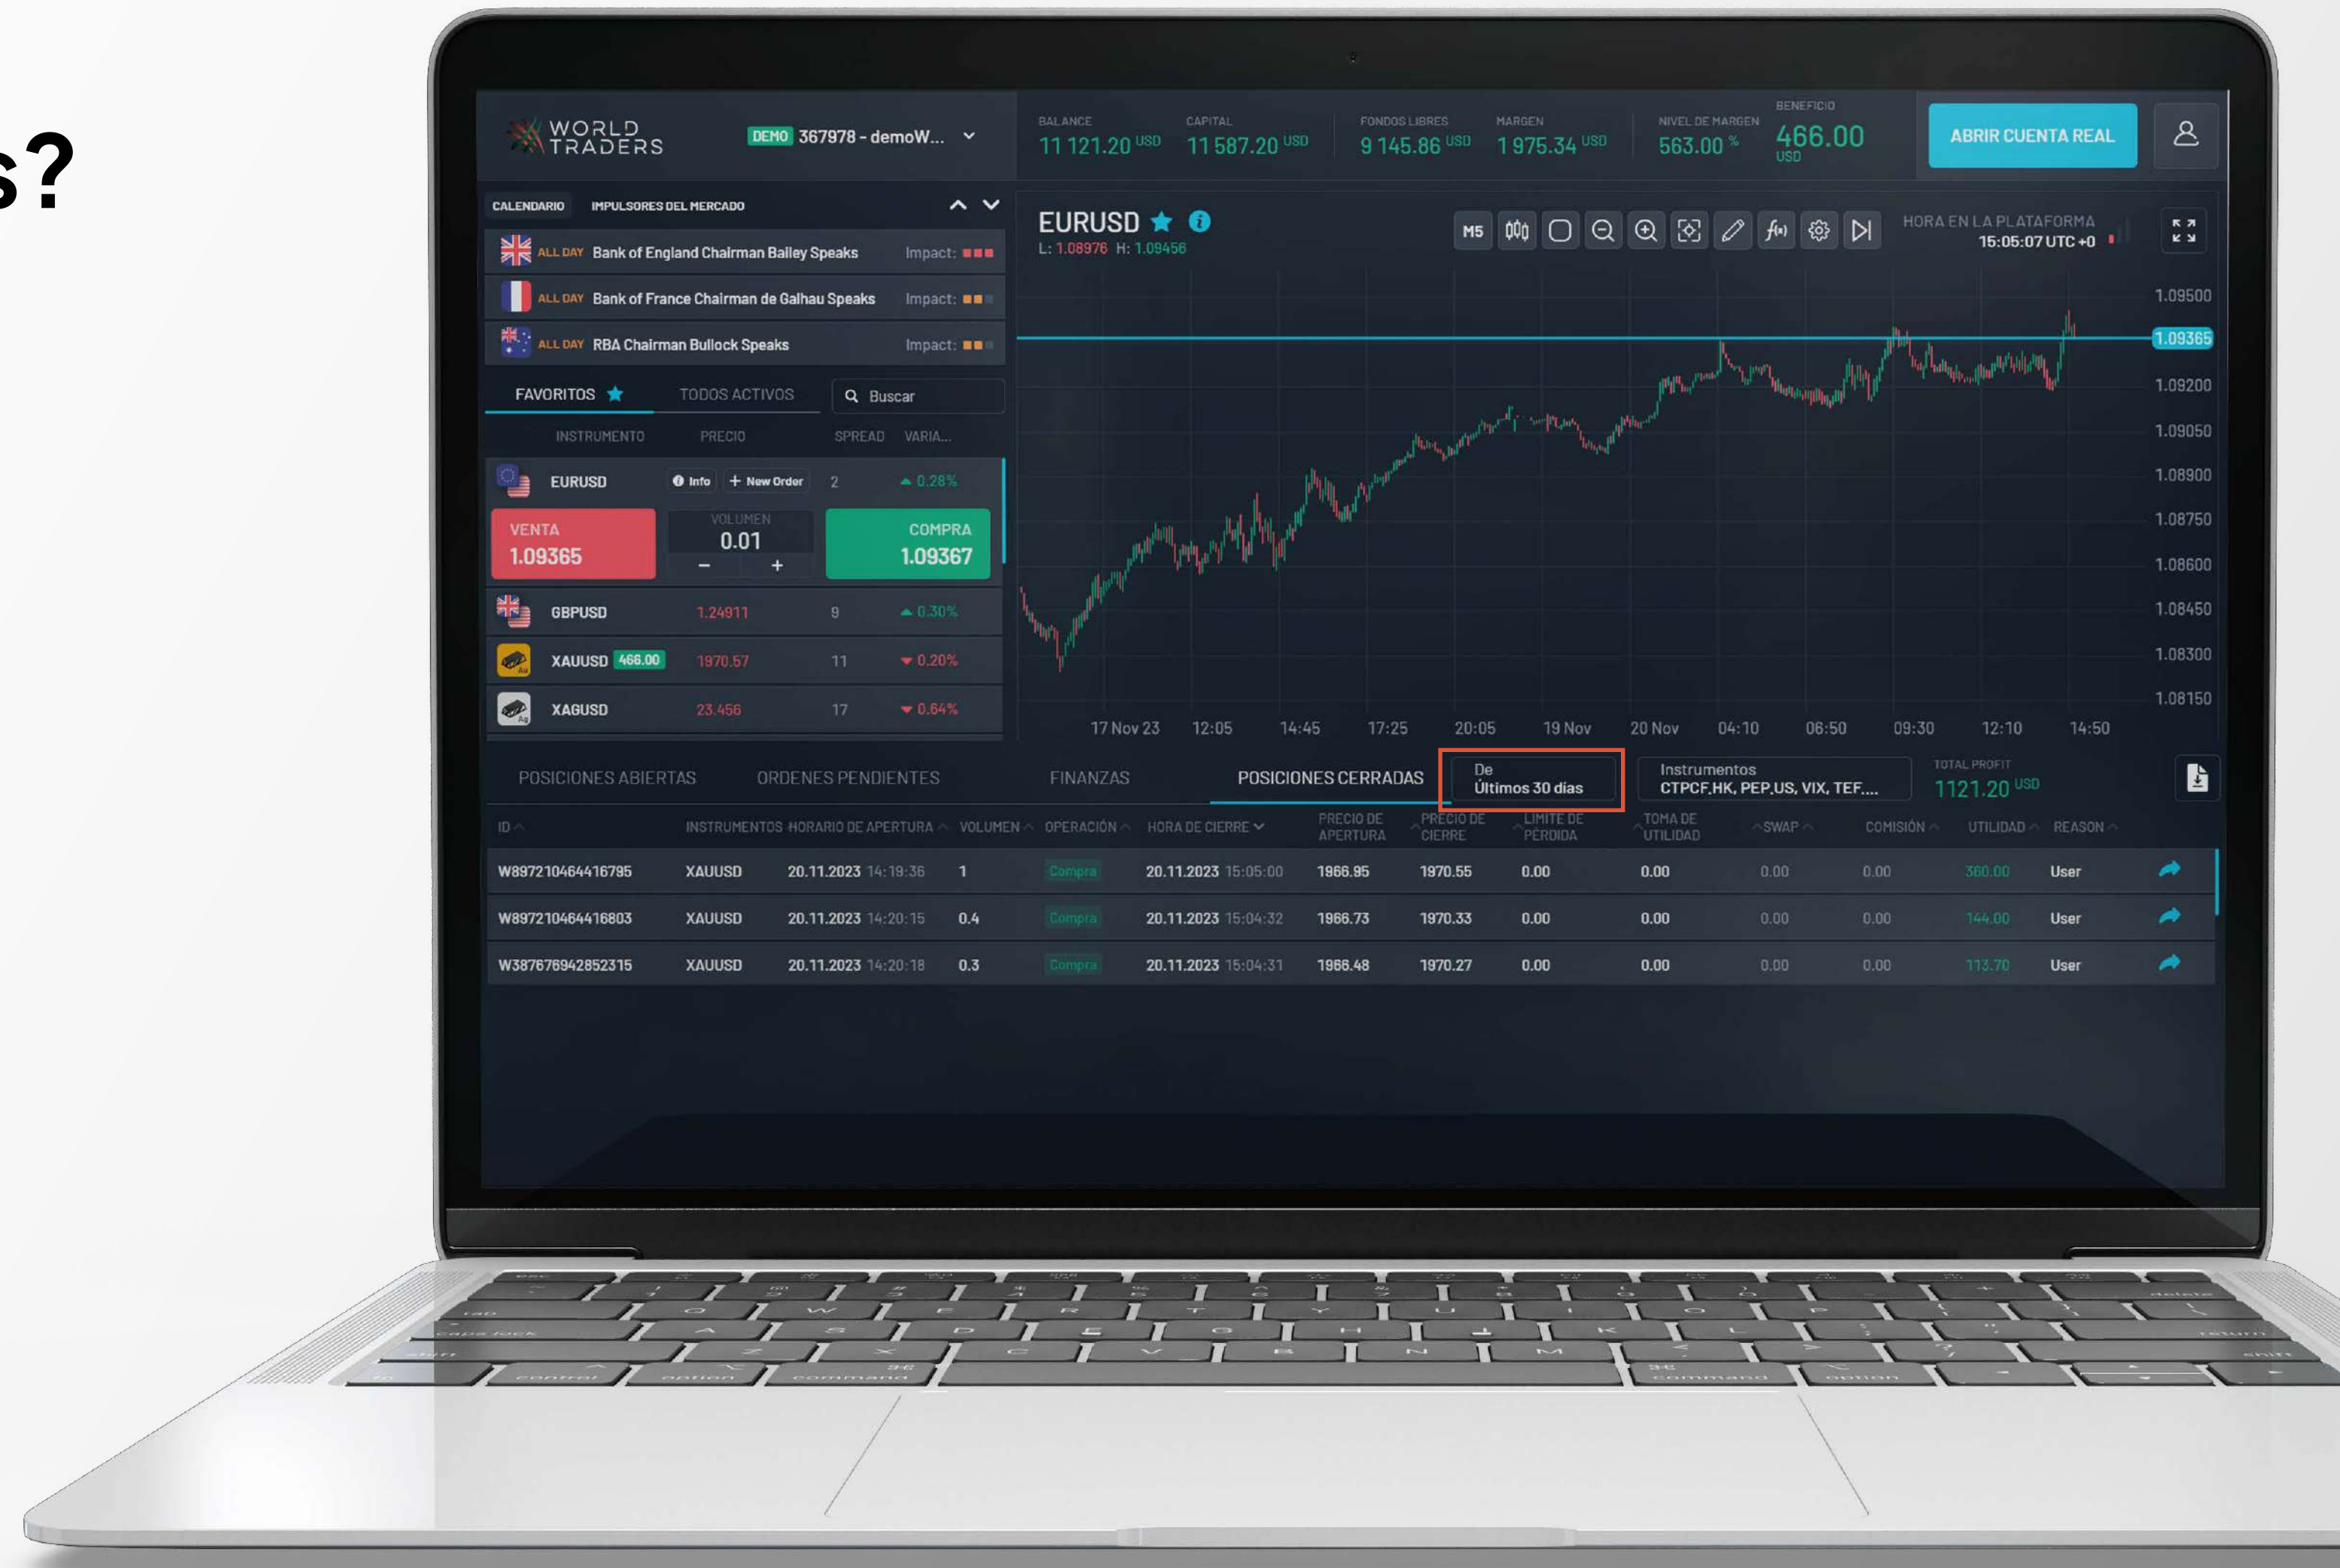 s?
WORLD
TRADERS
DEMO 367978 - demoW...
BALANCE
11 121.20 USD
CAPITAL
11 587.20 USD
FONDOS LIBRES
9 145.86 USD
MARGEN
1 975.34 USD
NIVEL DE MARGEN
563.00 %
BENEFICIO
466.00
USD
ABRIR CUENTA REAL
CALENDARIO IMPULSORES DEL MERCADO
ALL DAY Bank of England Chairman Bailey Speaks Impact:
ALL DAY Bank of France Chairman de Galhau Speaks Impact:
ALL DAY RBA Chairman Bullock Speaks Impact:
FAVORITOS TODOS ACTIVOS Buscar
INSTRUMENTO PRECIO SPREAD VARIA...
EURUSD Info + New Order 2 0.28%
VENTA
1.09365
VOLUMEN
0.01
- +
COMPRA
1.09367
GBPUSD 1.24911 9 0.30%
XAUUSD 466.00 1970.57 11 0.20%
XAGUSD 23.456 17 0.64%
EURUSD
L: 1.08976 H: 1.09456
M5
f(x)
HORA EN LA PLATAFORMA
15:05:07 UTC +0
1.09500
1.09365
1.09200
1.09050
1.08900
1.08750
1.08600
1.08450
1.08300
1.08150
17 Nov 23 12:05 14:45 17:25 20:05 19 Nov 20 Nov 04:10 06:50 09:30 12:10 14:50
POSICIONES ABIERTAS ORDENES PENDIENTES FINANZAS POSICIONES CERRADAS
De
Últimos 30 días
Instrumentos
CTPCF.HK, PEP.US, VIX, TEF....
TOTAL PROFIT
1121.20 USD
ID INSTRUMENTOS HORARIO DE APERTURA VOLUMEN OPERACIÓN HORA DE CIERRE PRECIO DE APERTURA PRECIO DE CIERRE LIMITE DE PÉRDIDA TOMA DE UTILIDAD SWAP COMISIÓN UTILIDAD REASON
W897210464416795 XAUUSD 20.11.2023 14:19:36 1 Compra 20.11.2023 15:05:00 1966.95 1970.55 0.00 0.00 0.00 0.00 360.00 User
W897210464416803 XAUUSD 20.11.2023 14:20:15 0.4 Compra 20.11.2023 15:04:32 1966.73 1970.33 0.00 0.00 0.00 0.00 144.00 User
W387676942852315 XAUUSD 20.11.2023 14:20:18 0.3 Compra 20.11.2023 15:04:31 1966.48 1970.27 0.00 0.00 0.00 0.00 113.70 User